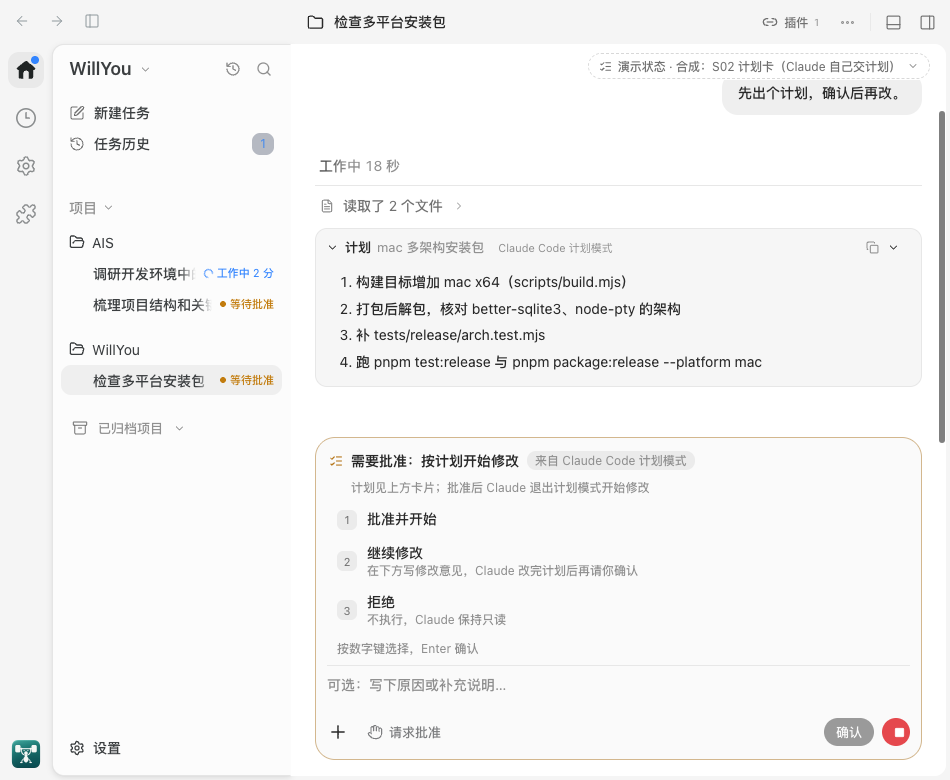 检查多平台安装包
插件 1
WillYou
演示状态 · 合成：S02 计划卡（Claude 自己交计划）
先出个计划，确认后再改。
新建任务
任务历史
1
工作中 18 秒
项目
读取了 2 个文件
AIS
计划 mac 多架构安装包 Claude Code 计划模式
调研开发环境中 工作中 2 分
1. 构建目标增加 mac x64（scripts/build.mjs）
梳理项目结构和关 等待批准
2. 打包后解包，核对 better-sqlite3、node-pty 的架构
3. 补 tests/release/arch.test.mjs
WillYou
4. 跑 pnpm test:release 与 pnpm package:release --platform mac
检查多平台安装包 等待批准
已归档项目
需要批准：按计划开始修改 来自 Claude Code 计划模式
计划见上方卡片；批准后 Claude 退出计划模式开始修改
1 批准并开始
2 继续修改
在下方写修改意见，Claude 改完计划后再请你确认
3 拒绝
不执行，Claude 保持只读
按数字键选择，Enter 确认
可选：写下原因或补充说明...
请求批准
确认
设置